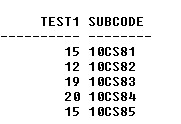 TEST1 SUBCODE
---------- --------
15 10CS81
12 10CS82
19 10CS83
20 10CS84
15 10CS85